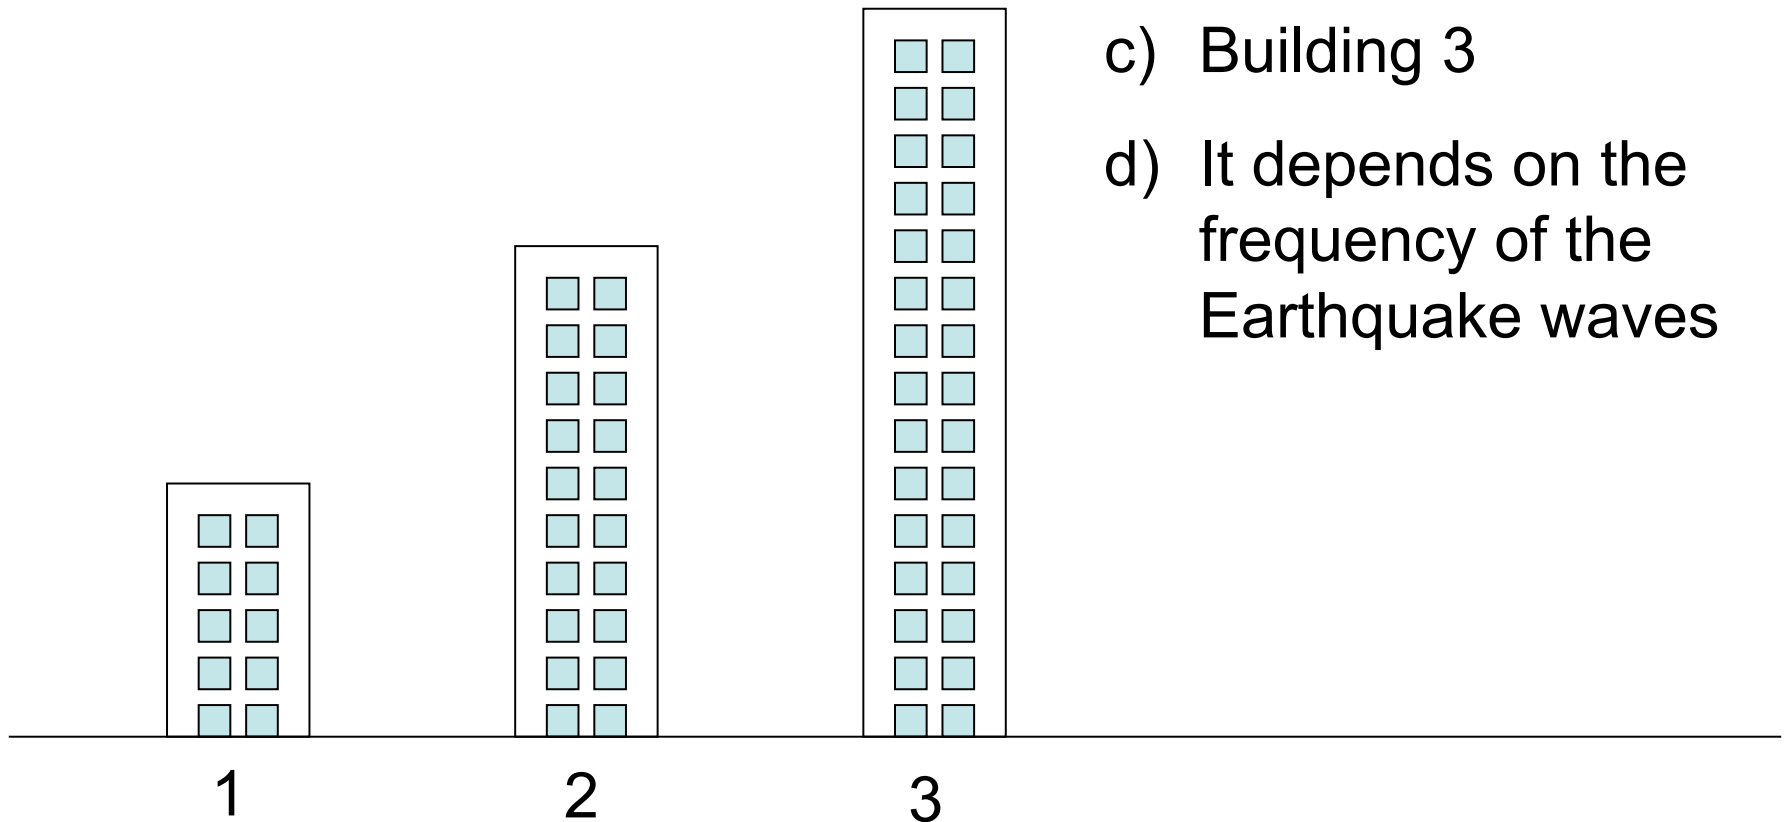 c) Building 3
d) It depends on the
frequency of the
Earthquake waves
1 2 3